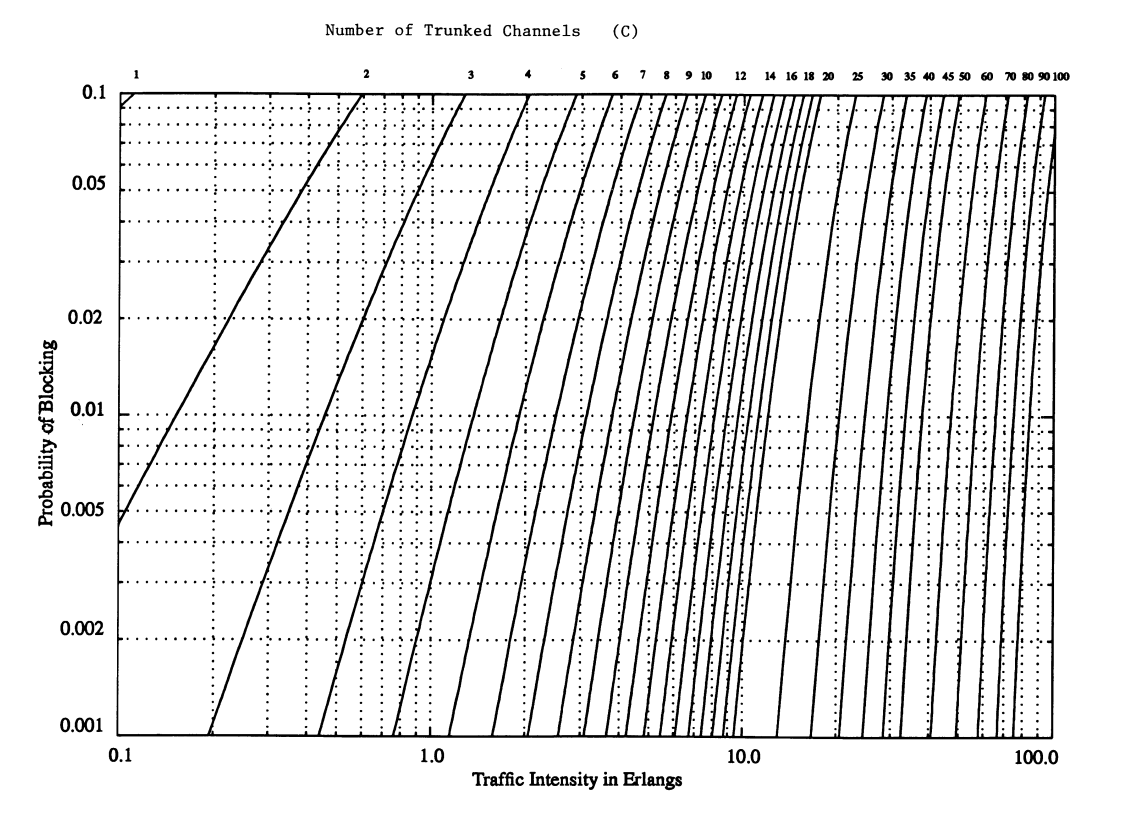 Number of Trunked Channels (C)
1 2 3 4 5 6 7 8 9 10 12 14 16 18 20 25 30 35 40 45 50 60 70 80 90 100
0.1
0.05
0.02
0.01
0.005
0.002
0.001
Probability of Blocking
0.1 1.0 10.0 100.0
Traffic Intensity in Erlangs